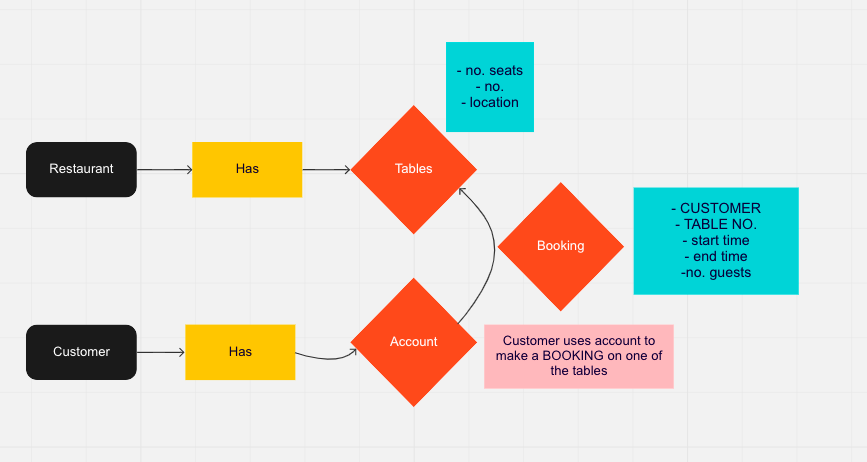 - no. seats
- no.
- location
Restaurant
Has
Tables
- CUSTOMER
- TABLE NO.
- start time
- end time
-no. guests
Booking
Customer
Has
Account
Customer uses account to
make a BOOKING on one of
the tables